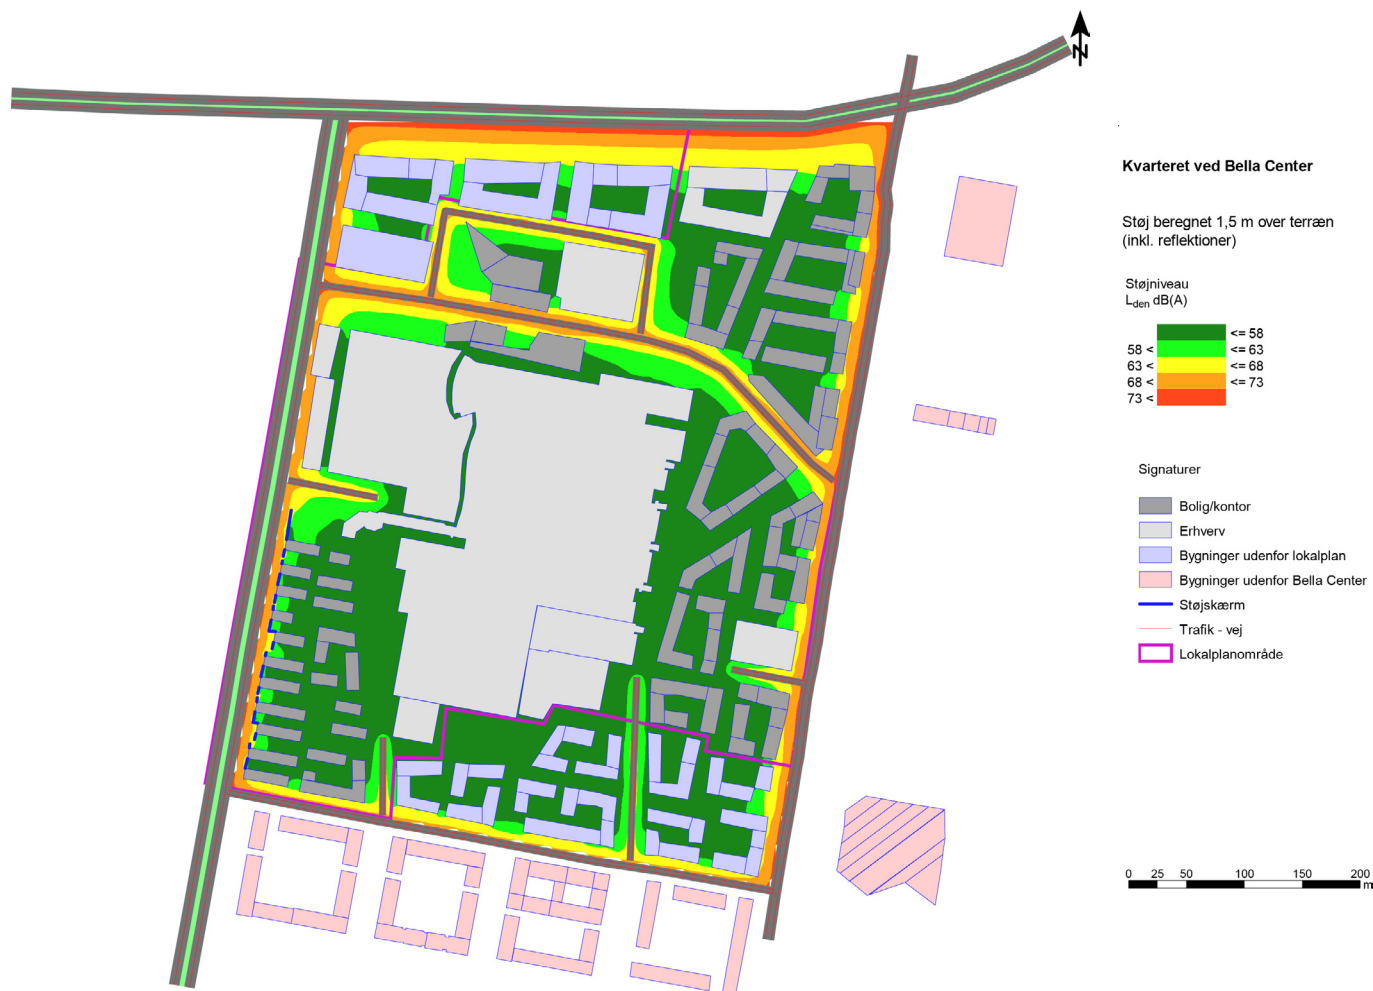 N
Kvarteret ved Bella Center
Støj beregnet 1,5 m over terræn
(inkl. reflektioner)
Støjniveau
Lden dB(A)
<= 58
58 < <= 63
63 < <= 68
68 < <= 73
73 <
Signaturer
Bolig/kontor
Erhverv
Bygninger udenfor lokalplan
Bygninger udenfor Bella Center
Støjskærm
Trafik - vej
Lokalplanområde
0 25 50 100 150 200
m